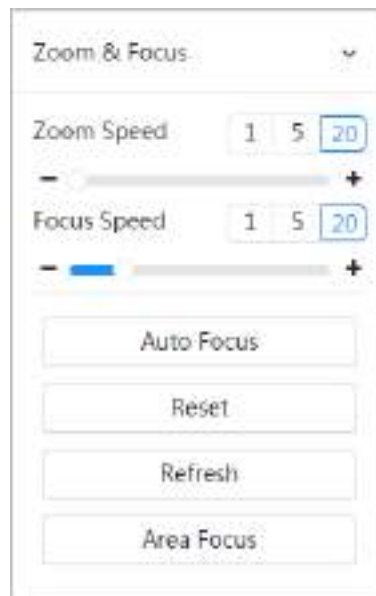 Zoom & Focus
Zoom Speed 1 5 20
− +
Focus Speed 1 5 20
− +
Auto Focus
Reset
Refresh
Area Focus